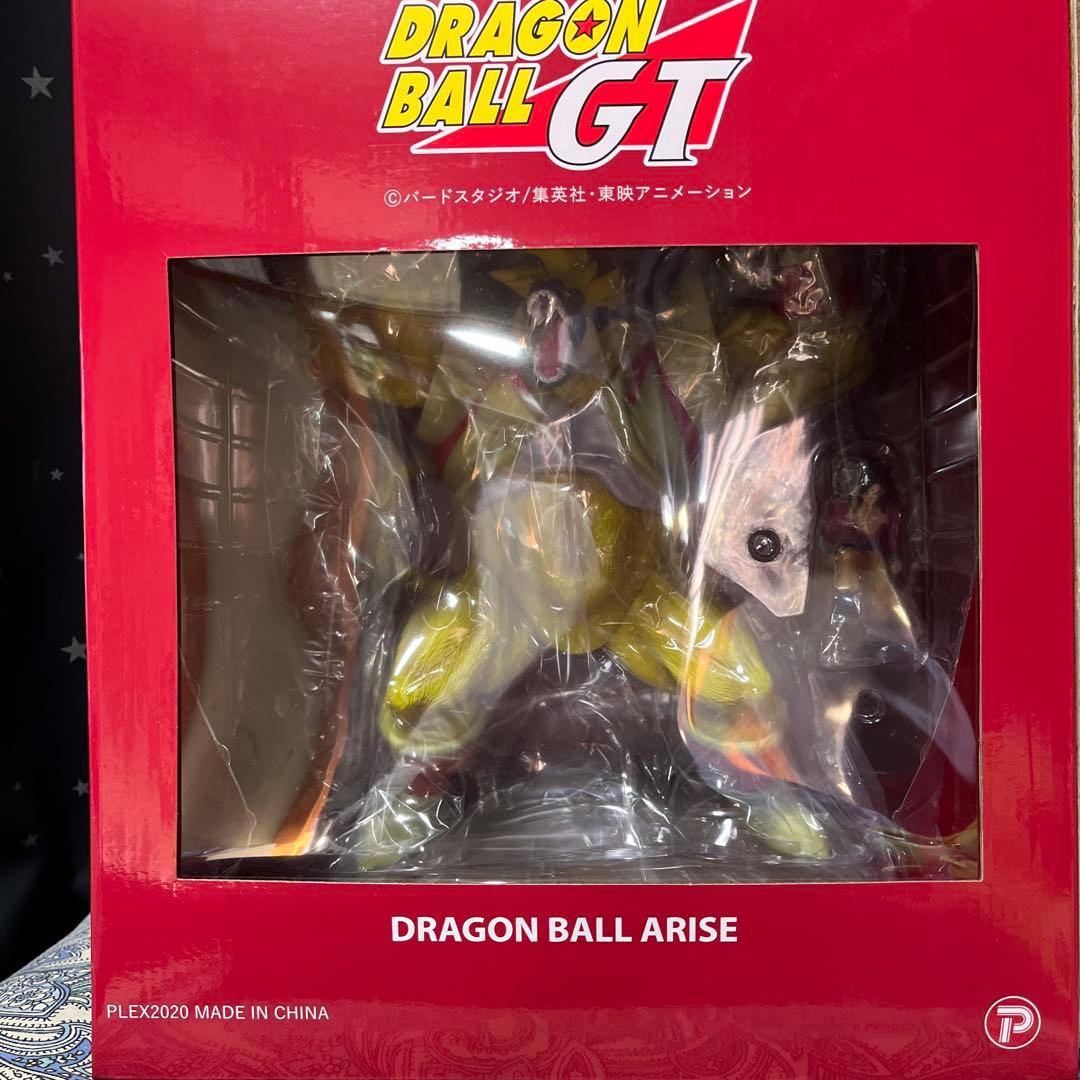 DRAGON
BALL GT
©バードスタジオ/集英社・東映アニメーション
DRAGON BALL ARISE
PLEX2020 MADE IN CHINA
P